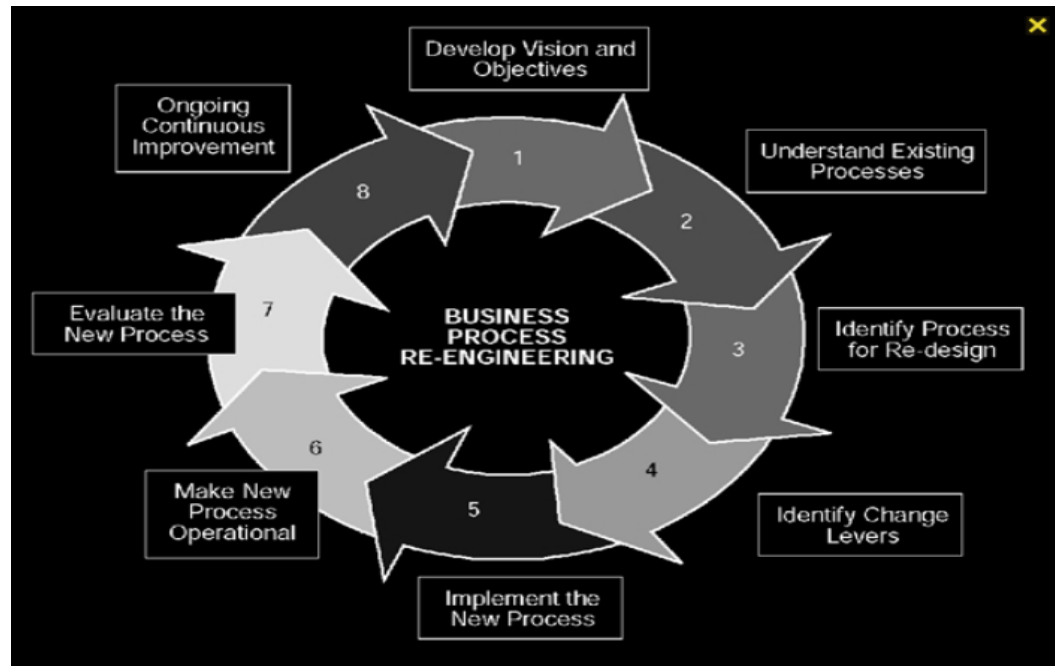 Develop Vision and
Objectives
1
Understand Existing
Processes
2
Identify Process
for Re-design
3
Identify Change
Levers
4
Implement the
New Process
5
Make New
Process
Operational
6
Evaluate the
New Process
7
Ongoing
Continuous
Improvement
8
BUSINESS
PROCESS
RE-ENGINEERING